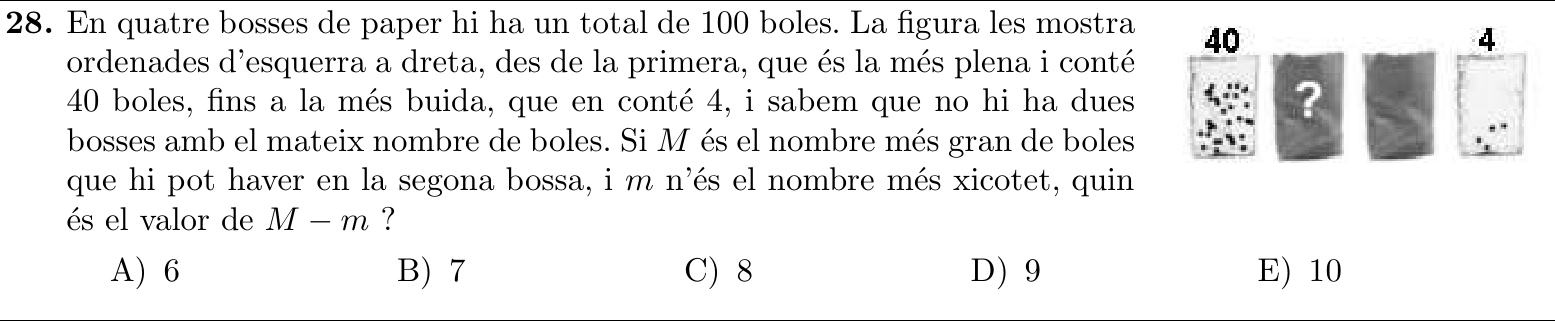 28. En quatre bosses de paper hi ha un total de 100 boles. La figura les mostra
ordenades d'esquerra a dreta, des de la primera, que és la més plena i conté
40 boles, fins a la més buida, que en conté 4, i sabem que no hi ha dues
bosses amb el mateix nombre de boles. Si M és el nombre més gran de boles
que hi pot haver en la segona bossa, i m n'és el nombre més xicotet, quin
és el valor de M − m ?
40 ? 4
A) 6 B) 7 C) 8 D) 9 E) 10